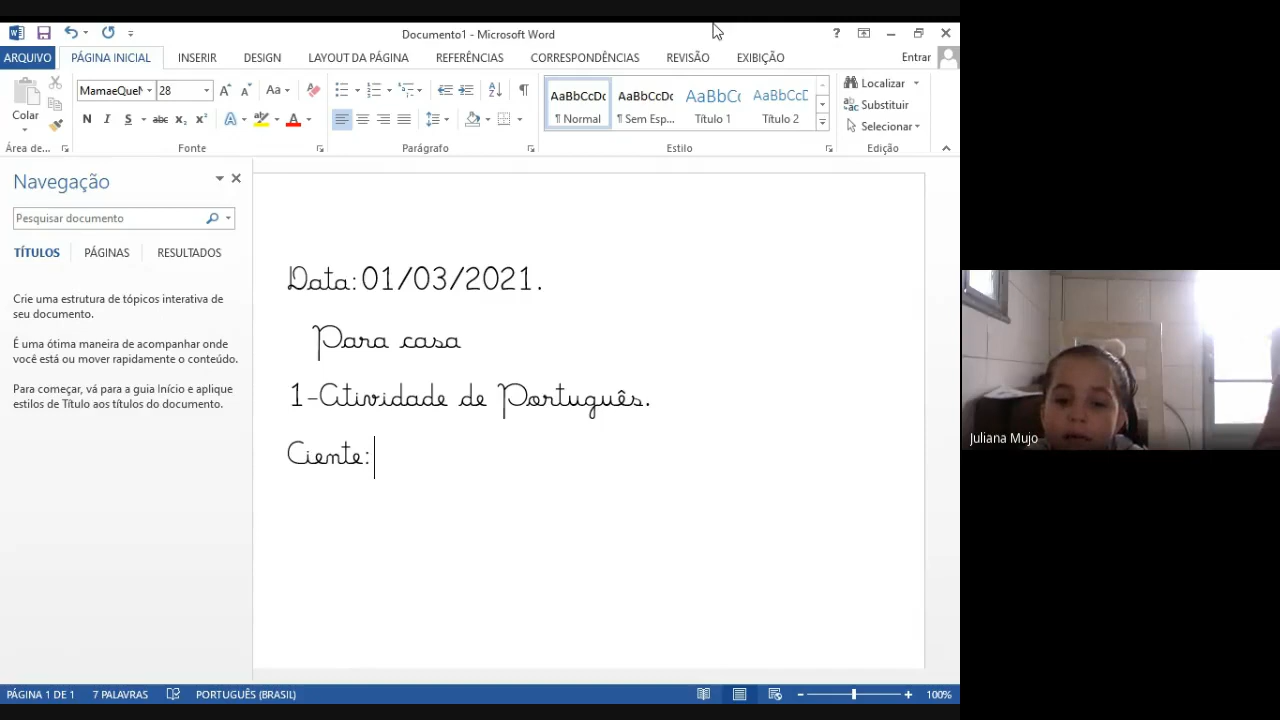 Documento1 - Microsoft Word
ARQUIVO PÁGINA INICIAL INSERIR DESIGN LAYOUT DA PÁGINA REFERÊNCIAS CORRESPONDÊNCIAS REVISÃO EXIBIÇÃO Entrar
Colar
MamaeQueN 28
AaBbCcDc AaBbCcDc AaBbC( AaBbCcC
¶ Normal ¶ Sem Esp... Título 1 Título 2
Localizar
Substituir
Selecionar
Área de... Fonte Parágrafo Estilo Edição
Navegação
Pesquisar documento
TÍTULOS PÁGINAS RESULTADOS
Crie uma estrutura de tópicos interativa de
seu documento.
É uma ótima maneira de acompanhar onde
você está ou mover rapidamente o conteúdo.
Para começar, vá para a guia Início e aplique
estilos de Título aos títulos do documento.
Data:01/03/2021.
Para casa
1-Atividade de Português.
Ciente:
Juliana Mujo
PÁGINA 1 DE 1 7 PALAVRAS PORTUGUÊS (BRASIL) 100%